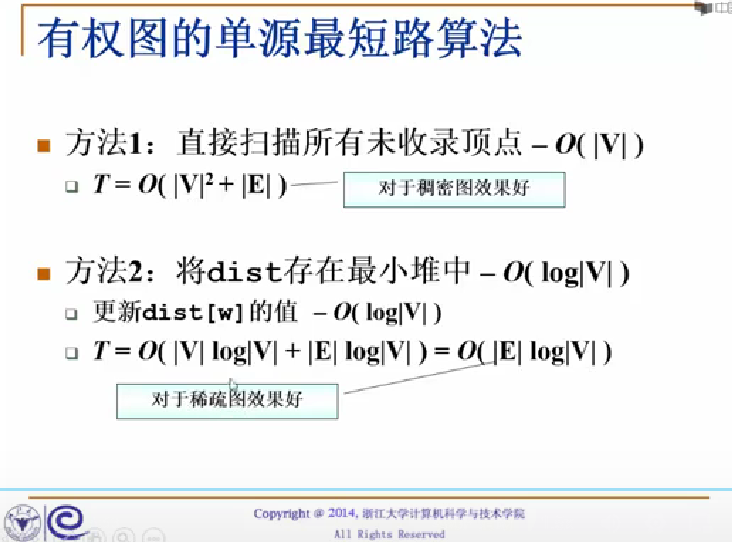 有权图的单源最短路算法
方法1：直接扫描所有未收录顶点 – O( |V| )
T = O( |V|² + |E| )
对于稠密图效果好
方法2：将dist存在最小堆中 – O( log|V| )
更新dist[w]的值 – O( log|V| )
T = O( |V| log|V| + |E| log|V| ) = O( |E| log|V| )
对于稀疏图效果好
Copyright @ 2014, 浙江大学计算机科学与技术学院
All Rights Reserved